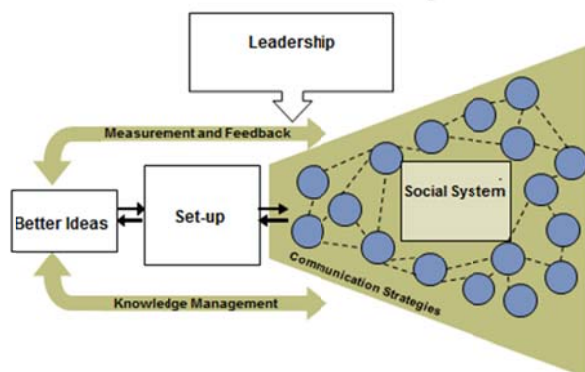 Leadership
Measurement and Feedback
Better Ideas
Set-up
Social System
Communication Strategies
Knowledge Management